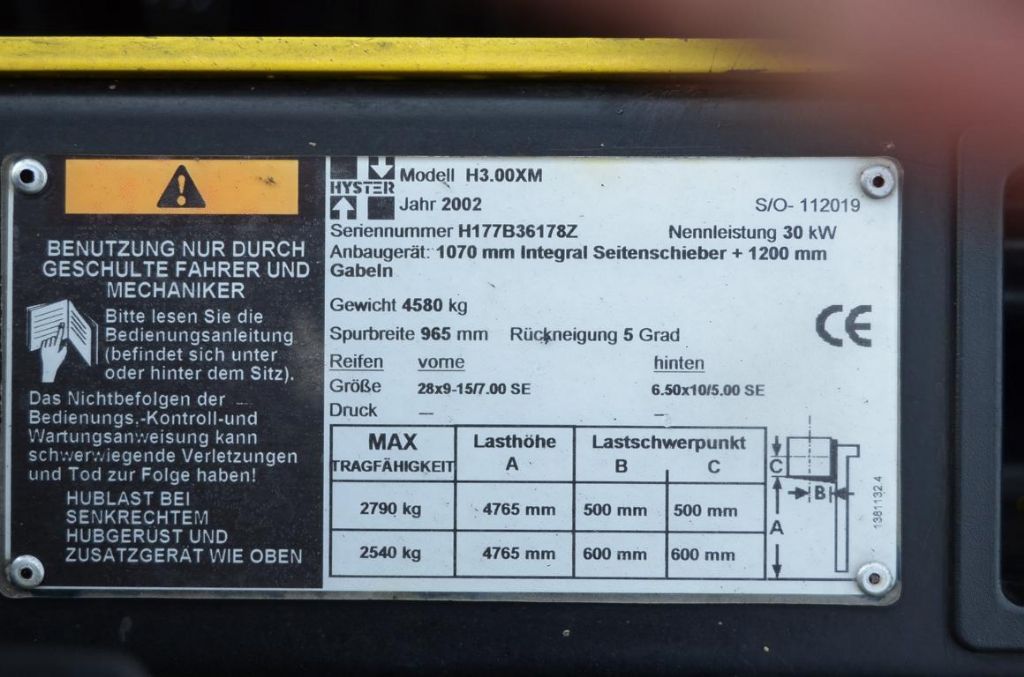 BENUTZUNG NUR DURCH
GESCHULTE FAHRER UND
MECHANIKER
Bitte lesen Sie die
Bedienungsanleitung
(befindet sich unter
oder hinter dem Sitz).
Das Nichtbefolgen der
Bedienungs,-Kontroll-und
Wartungsanweisung kann
schwerwiegende Verletzungen
und Tod zur Folge haben!
HUBLAST BEI
SENKRECHTEM
HUBGERÜST UND
ZUSATZGERÄT WIE OBEN
HYSTER
Modell H3.00XM
Jahr 2002 S/O- 112019
Seriennummer H177B36178Z Nennleistung 30 kW
Anbaugerät: 1070 mm Integral Seitenschieber + 1200 mm
Gabeln
Gewicht 4580 kg
CE
Spurbreite 965 mm Rückneigung 5 Grad
Reifen vorne hinten
Größe 28x9-15/7.00 SE 6.50x10/5.00 SE
Druck — —
MAX Lasthöhe Lastschwerpunkt
TRAGFÄHIGKEIT A B C
2790 kg 4765 mm 500 mm 500 mm
2540 kg 4765 mm 600 mm 600 mm
C
B
A
1381132.4